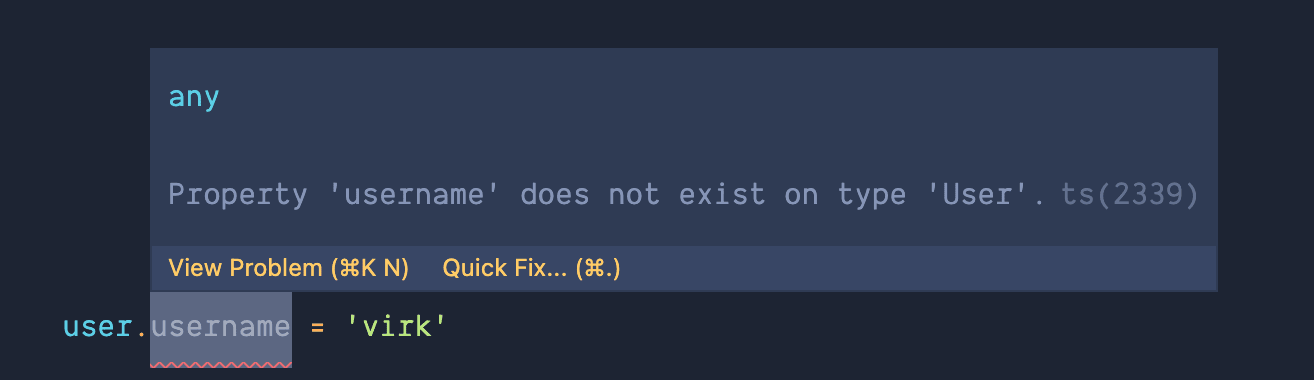 any
Property 'username' does not exist on type 'User'. ts(2339)
View Problem (⌘K N) Quick Fix... (⌘.)
user.username = 'virk'